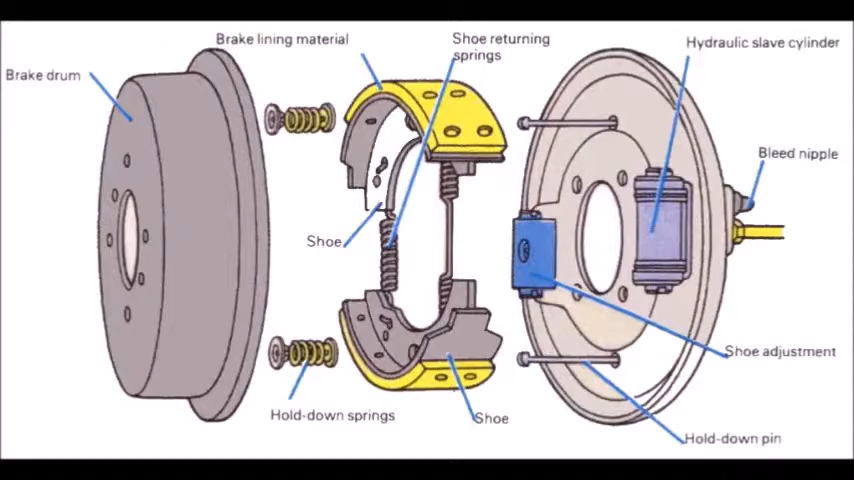 Brake lining material
Shoe returning
springs
Hydraulic slave cylinder
Brake drum
Bleed nipple
Shoe
Shoe adjustment
Hold-down springs
Shoe
Hold-down pin